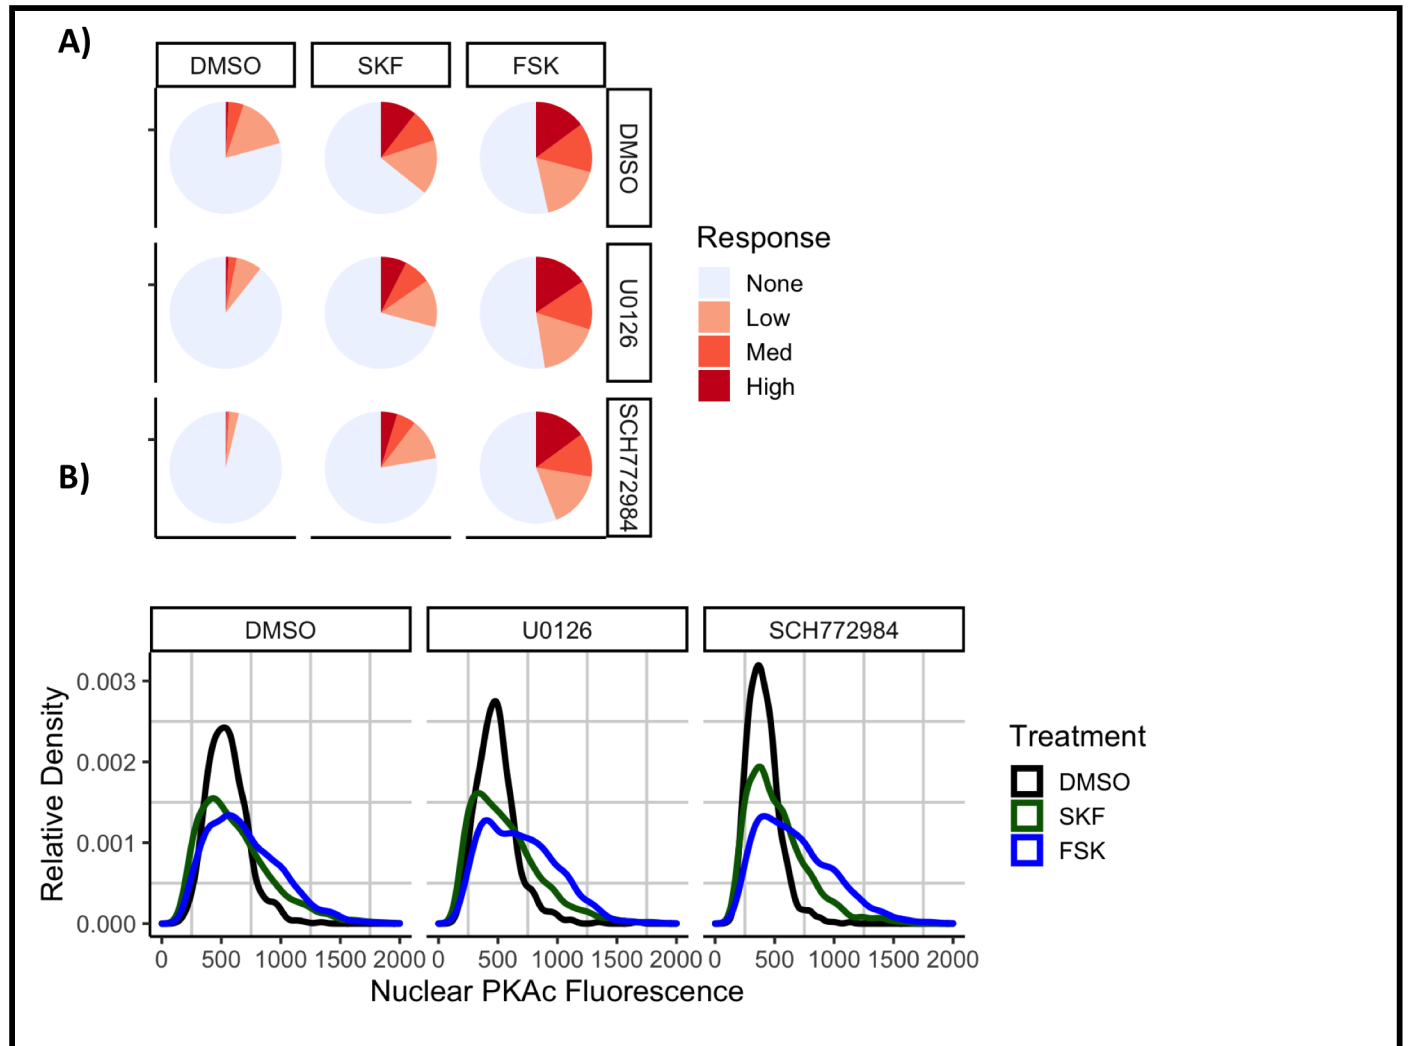 A)
DMSO SKF FSK
DMSO
U0126
SCH772984
Response
None
Low
Med
High
B)
DMSO U0126 SCH772984
Relative Density
0.003
0.002
0.001
0.000
0 500 1000 1500 2000 0 500 1000 1500 2000 0 500 1000 1500 2000
Nuclear PKAc Fluorescence
Treatment
DMSO
SKF
FSK